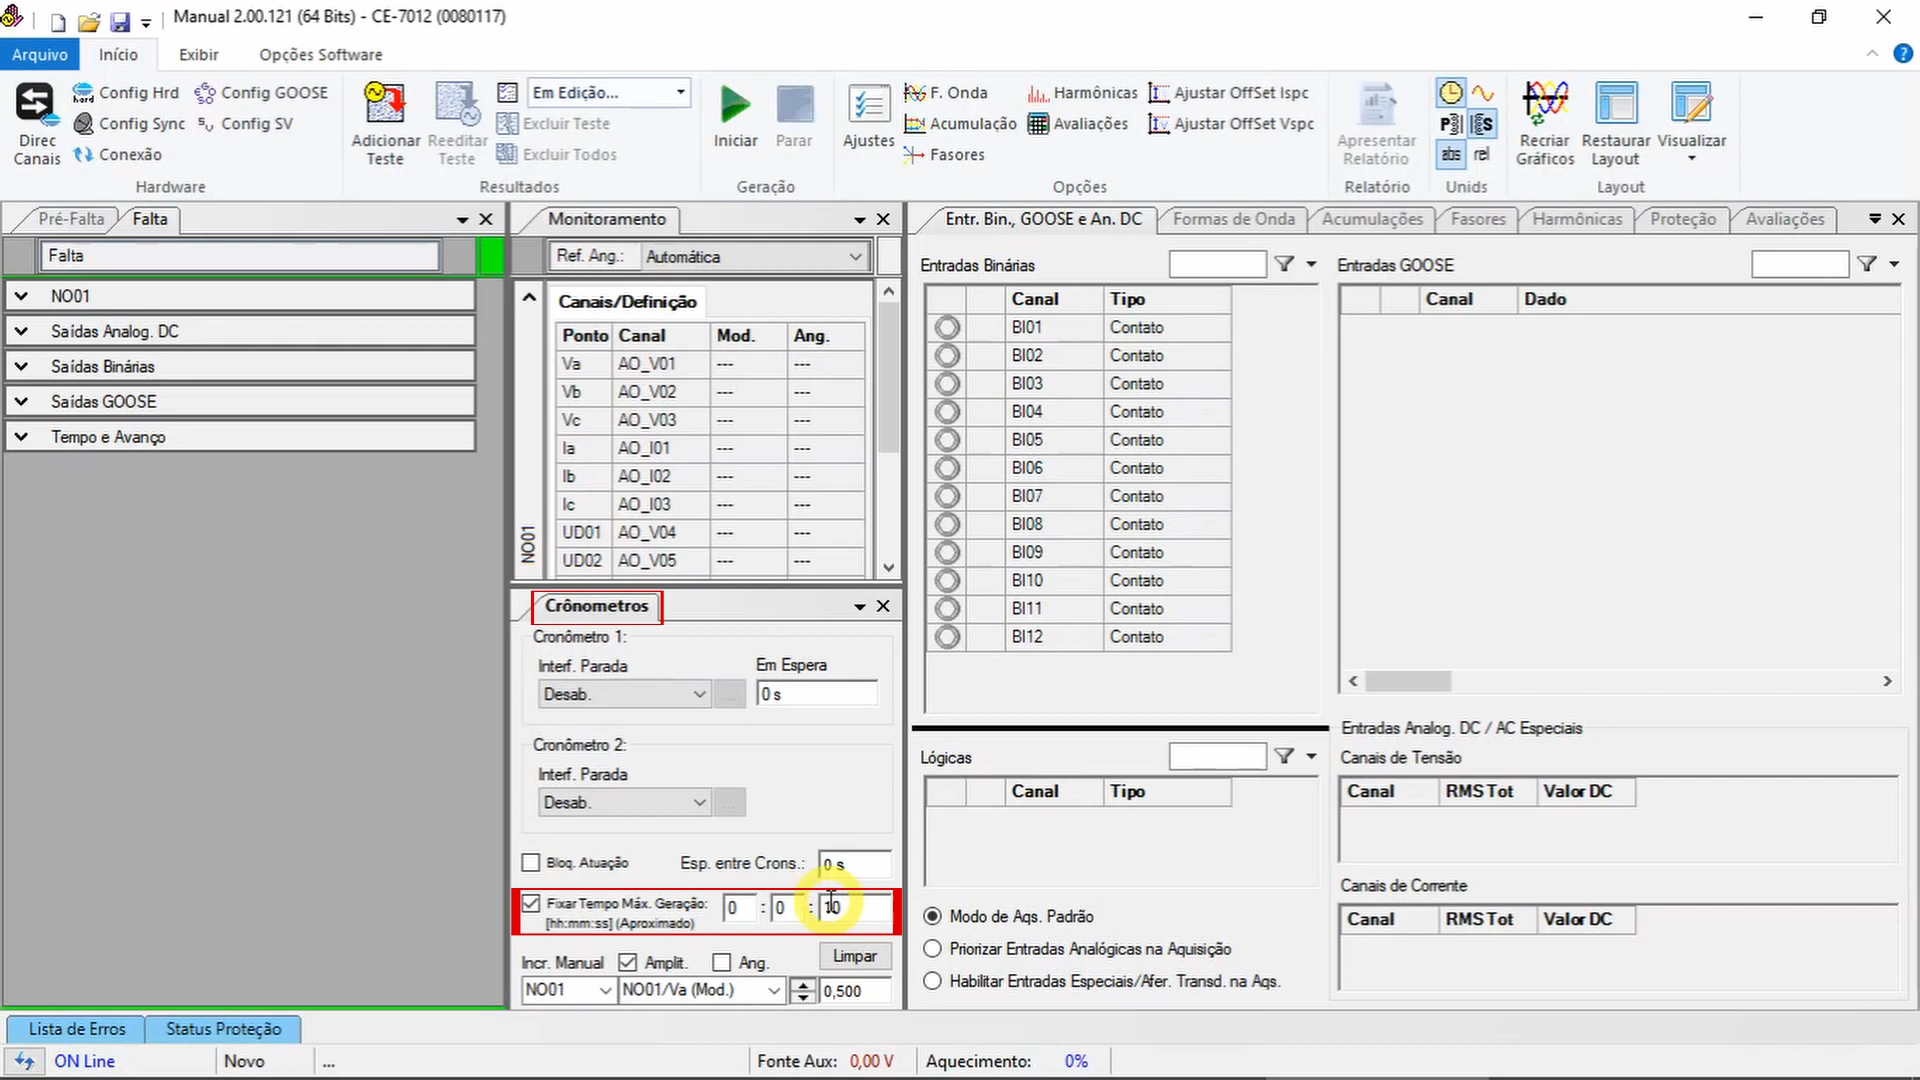 Manual 2.00.121 (64 Bits) - CE-7012 (0080117)
Arquivo Início Exibir Opções Software
Direc Canais
Config Hrd
Config Sync
Conexão
Config GOOSE
Config SV
Hardware
Adicionar Teste
Reeditar Teste
Em Edição...
Excluir Teste
Excluir Todos
Resultados
Iniciar
Parar
Geração
Ajustes
F. Onda
Acumulação
Fasores
Harmônicas
Avaliações
Ajustar OffSet Ispc
Ajustar OffSet Vspc
Opções
Apresentar Relatório
Relatório
abs rel
Unids
Recriar Gráficos
Restaurar Layout
Visualizar
Layout
Pré-Falta Falta
Falta
NO01
Saídas Analog. DC
Saídas Binárias
Saídas GOOSE
Tempo e Avanço
Monitoramento
Ref. Ang.: Automática
NO01
Canais/Definição
Ponto Canal Mod. Ang.
Va AO_V01 --- ---
Vb AO_V02 --- ---
Vc AO_V03 --- ---
Ia AO_I01 --- ---
Ib AO_I02 --- ---
Ic AO_I03 --- ---
UD01 AO_V04 --- ---
UD02 AO_V05 --- ---
Crônometros
Cronômetro 1:
Interf. Parada Em Espera
Desab. ... 0 s
Cronômetro 2:
Interf. Parada
Desab. ...
Bloq. Atuação Esp. entre Crons.: 0 s
Fixar Tempo Máx. Geração: 0 : 0 : 10
[hh:mm:ss] (Aproximado)
Incr. Manual Amplit. Ang. Limpar
NO01 NO01/Va (Mod.) 0,500
Entr. Bin., GOOSE e An. DC Formas de Onda Acumulações Fasores Harmônicas Proteção Avaliações
Entradas Binárias
Canal Tipo
BI01 Contato
BI02 Contato
BI03 Contato
BI04 Contato
BI05 Contato
BI06 Contato
BI07 Contato
BI08 Contato
BI09 Contato
BI10 Contato
BI11 Contato
BI12 Contato
Lógicas
Canal Tipo
Modo de Aqs. Padrão
Priorizar Entradas Analógicas na Aquisição
Habilitar Entradas Especiais/Afer. Transd. na Aqs.
Entradas GOOSE
Canal Dado
Entradas Analog. DC / AC Especiais
Canais de Tensão
Canal RMS Tot Valor DC
Canais de Corrente
Canal RMS Tot Valor DC
Lista de Erros Status Proteção
ON Line Novo ... Fonte Aux: 0,00 V Aquecimento: 0%